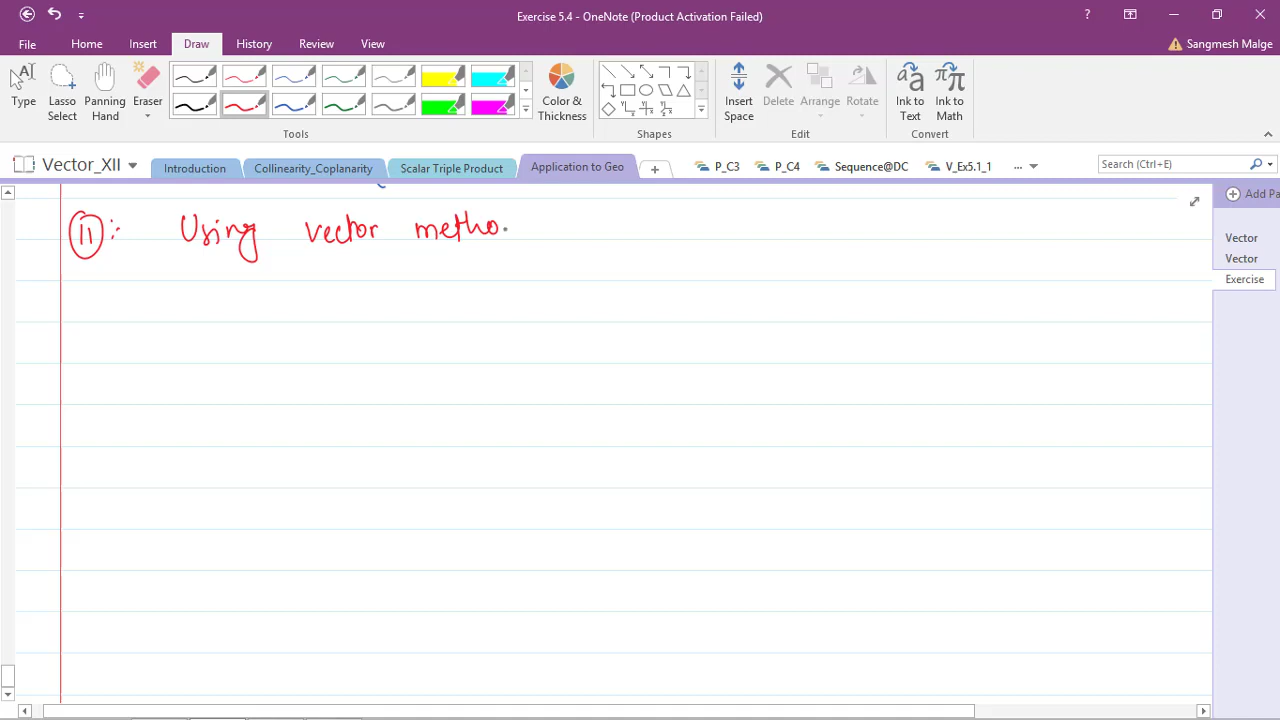 Exercise 5.4 - OneNote (Product Activation Failed)
?
File Home Insert Draw History Review View Sangmesh Malge
Type Lasso Select Panning Hand Eraser Color & Thickness Insert Space Delete Arrange Rotate Ink to Text Ink to Math
Tools Shapes Edit Convert
Vector_XII Introduction Collinearity_Coplanarity Scalar Triple Product Application to Geo P_C3 P_C4 Sequence@DC V_Ex5.1_1 ... Search (Ctrl+E)
Add Pa
11 : Using vector metho
Vector
Vector
Exercise